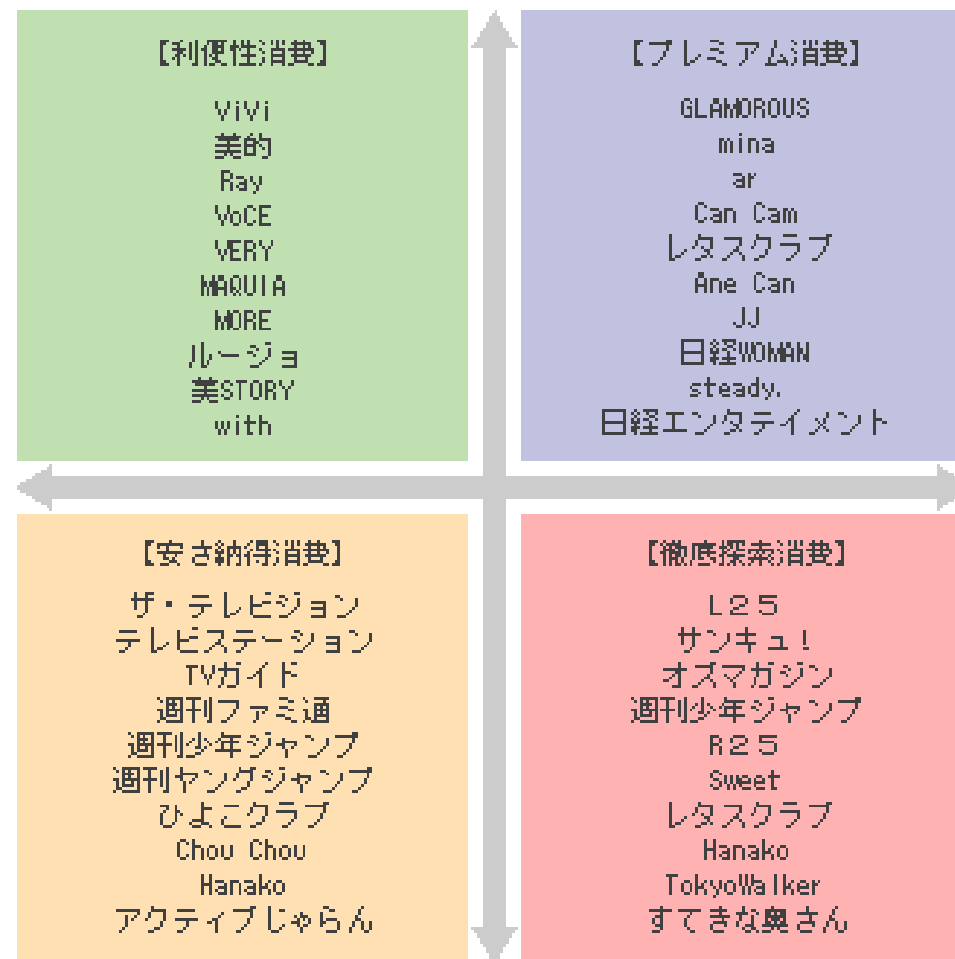 【利便性消費】
ViVi
美的
Ray
VoCE
VERY
MAQUIA
MORE
ルージョ
美STORY
with
【プレミアム消費】
GLAMOROUS
mina
ar
Can Cam
レタスクラブ
Ane Can
JJ
日経WOMAN
steady.
日経エンタテイメント
【安さ納得消費】
ザ・テレビジョン
テレビステーション
TVガイド
週刊ファミ通
週刊少年ジャンプ
週刊ヤングジャンプ
ひよこクラブ
Chou Chou
Hanako
アクティブじゃらん
【徹底探索消費】
L25
サンキュ！
オズマガジン
週刊少年ジャンプ
R25
Sweet
レタスクラブ
Hanako
TokyoWalker
すてきな奥さん